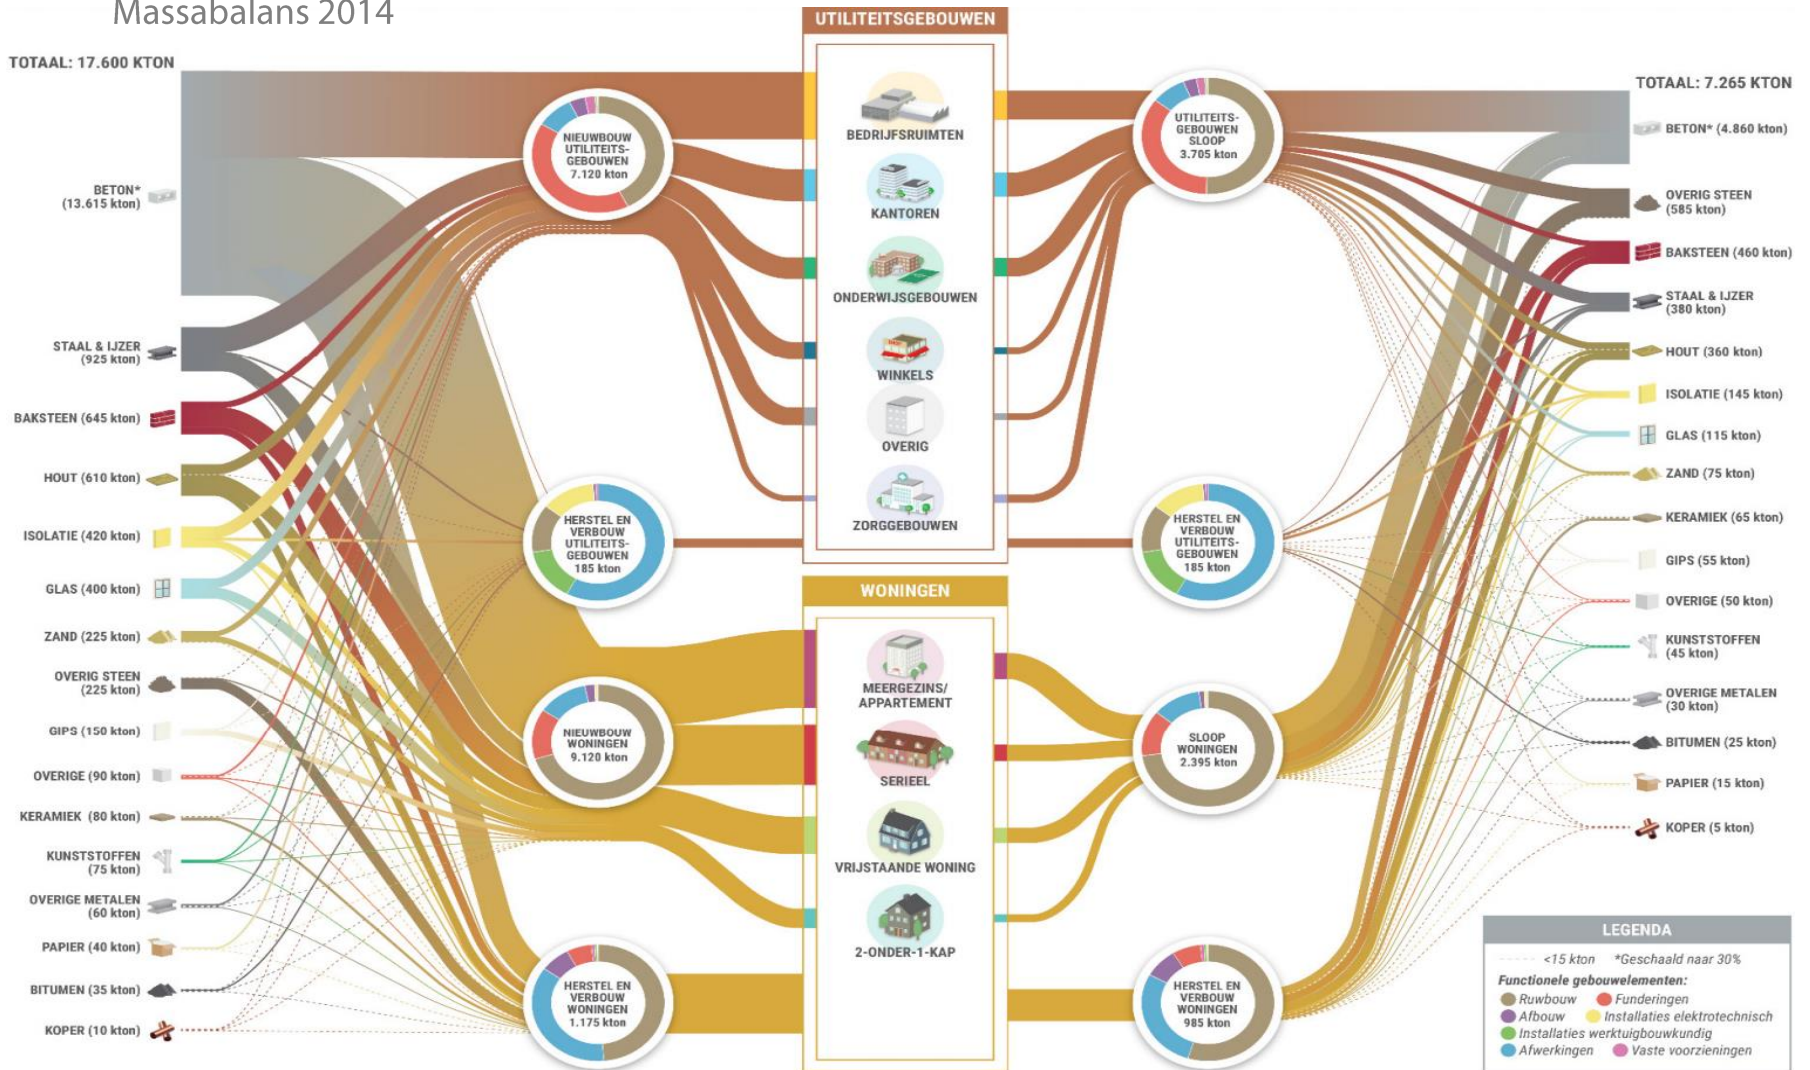 Massabalans 2014
TOTAAL: 17.600 KTON
BETON*
(13.615 kton)
STAAL & IJZER
(925 kton)
BAKSTEEN (645 kton)
HOUT (610 kton)
ISOLATIE (420 kton)
GLAS (400 kton)
ZAND (225 kton)
OVERIG STEEN
(225 kton)
GIPS (150 kton)
OVERIGE (90 kton)
KERAMIEK (80 kton)
KUNSTSTOFFEN
(75 kton)
OVERIGE METALEN
(60 kton)
PAPIER (40 kton)
BITUMEN (35 kton)
KOPER (10 kton)
NIEUWBOUW
UTILITEITS-
GEBOUWEN
7.120 kton
HERSTEL EN
VERBOUW
UTILITEITS-
GEBOUWEN
185 kton
NIEUWBOUW
WONINGEN
9.120 kton
HERSTEL EN
VERBOUW
WONINGEN
1.175 kton
UTILITEITSGEBOUWEN
BEDRIJFSRUIMTEN
KANTOREN
ONDERWIJSGEBOUWEN
WINKELS
OVERIG
ZORGGEBOUWEN
WONINGEN
MEERGEZINS/
APPARTEMENT
SERIEEL
VRIJSTAANDE WONING
2-ONDER-1-KAP
UTILITEITS-
GEBOUWEN
SLOOP
3.705 kton
HERSTEL EN
VERBOUW
UTILITEITS-
GEBOUWEN
185 kton
SLOOP
WONINGEN
2.395 kton
HERSTEL EN
VERBOUW
WONINGEN
985 kton
TOTAAL: 7.265 KTON
BETON* (4.860 kton)
OVERIG STEEN
(585 kton)
BAKSTEEN (460 kton)
STAAL & IJZER
(380 kton)
HOUT (360 kton)
ISOLATIE (145 kton)
GLAS (115 kton)
ZAND (75 kton)
KERAMIEK (65 kton)
GIPS (55 kton)
OVERIGE (50 kton)
KUNSTSTOFFEN
(45 kton)
OVERIGE METALEN
(30 kton)
BITUMEN (25 kton)
PAPIER (15 kton)
KOPER (5 kton)
LEGENDA
<15 kton *Geschaald naar 30%
Functionele gebouwelementen:
Ruwbouw Funderingen
Afbouw Installaties elektrotechnisch
Installaties werktuigbouwkundig
Afwerkingen Vaste voorzieningen